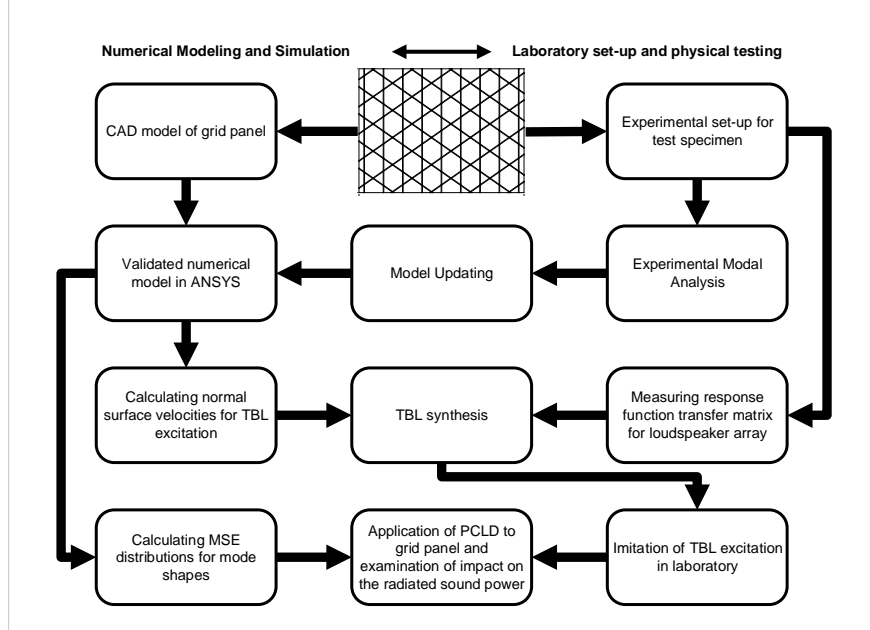 Numerical Modeling and Simulation
Laboratory set-up and physical testing
CAD model of grid panel
Experimental set-up for
test specimen
Validated numerical
model in ANSYS
Model Updating
Experimental Modal
Analysis
Calculating normal
surface velocities for TBL
excitation
TBL synthesis
Measuring response
function transfer matrix
for loudspeaker array
Calculating MSE
distributions for mode
shapes
Application of PCLD to
grid panel and
examination of impact on
the radiated sound power
Imitation of TBL excitation
in laboratory